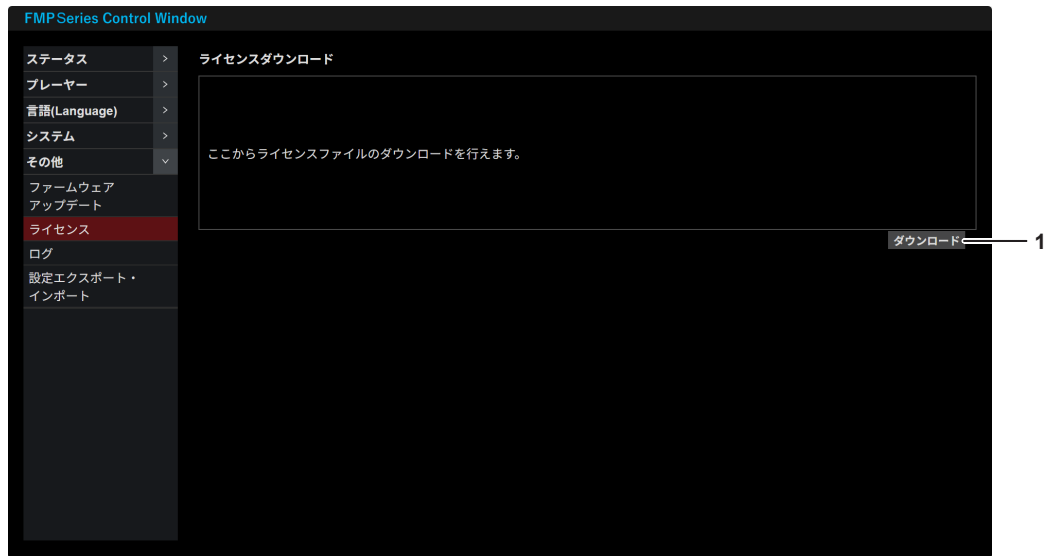 FMP Series Control Window
ステータス
プレーヤー
言語(Language)
システム
その他
ファームウェア
アップデート
ライセンス
ログ
設定エクスポート・
インポート
ライセンスダウンロード
ここからライセンスファイルのダウンロードを行えます。
ダウンロード
1